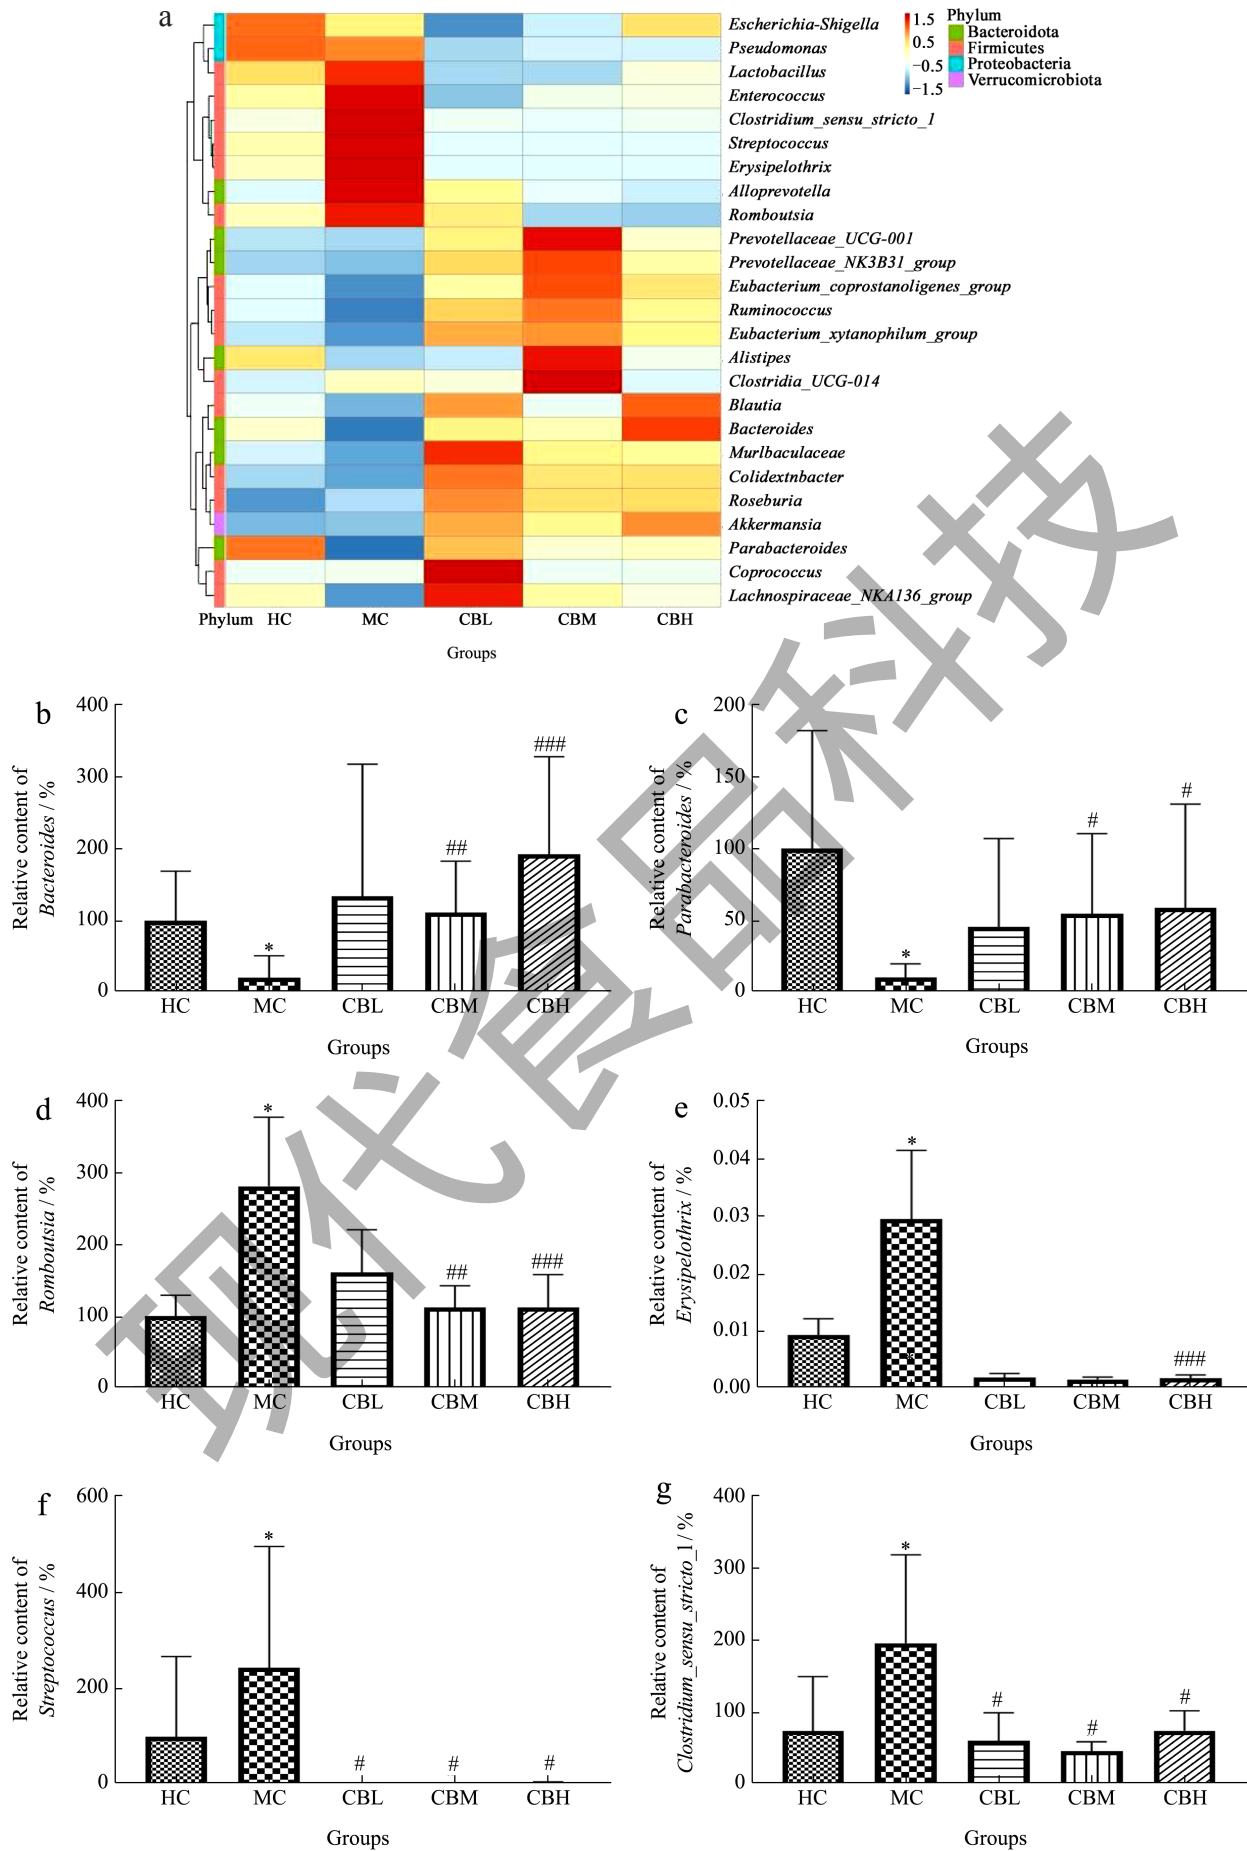 a
Escherichia-Shigella
Pseudomonas
Lactobacillus
Enterococcus
Clostridium_sensu_stricto_1
Streptococcus
Erysipelothrix
Alloprevotella
Romboutsia
Prevotellaceae_UCG-001
Prevotellaceae_NK3B31_group
Eubacterium_coprostanoligenes_group
Ruminococcus
Eubacterium_xytanophilum_group
Alistipes
Clostridia_UCG-014
Blautia
Bacteroides
Murlbaculaceae
Colidextnbacter
Roseburia
Akkermansia
Parabacteroides
Coprococcus
Lachnospiraceae_NKA136_group
1.5
0.5
−0.5
−1.5
Phylum
Bacteroidota
Firmicutes
Proteobacteria
Verrucomicrobiota
Phylum HC MC CBL CBM CBH
Groups
b
Relative content of
Bacteroides / %
400
300
200
100
0
*
##
###
HC MC CBL CBM CBH
Groups
c
Relative content of
Parabacteroides / %
200
150
100
50
0
*
#
#
HC MC CBL CBM CBH
Groups
d
Relative content of
Romboutsia / %
400
300
200
100
0
*
##
###
HC MC CBL CBM CBH
Groups
e
Relative content of
Erysipelothrix / %
0.05
0.04
0.03
0.02
0.01
0.00
*
###
HC MC CBL CBM CBH
Groups
f
Relative content of
Streptococcus / %
600
400
200
0
*
# # #
HC MC CBL CBM CBH
Groups
g
Relative content of
Clostridium_sensu_stricto_1/ %
400
300
200
100
0
*
# # #
HC MC CBL CBM CBH
Groups
现代食品科技